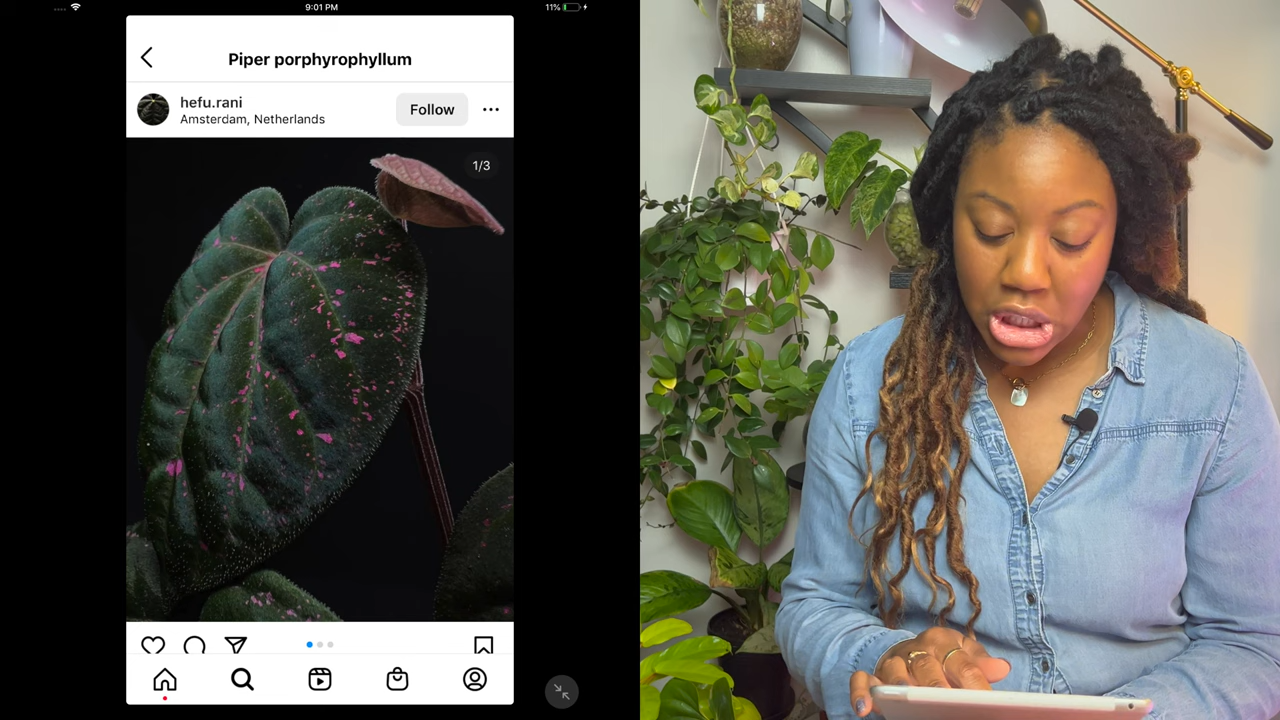 9:01 PM
11%
Piper porphyrophyllum
hefu.rani
Amsterdam, Netherlands
Follow
1/3